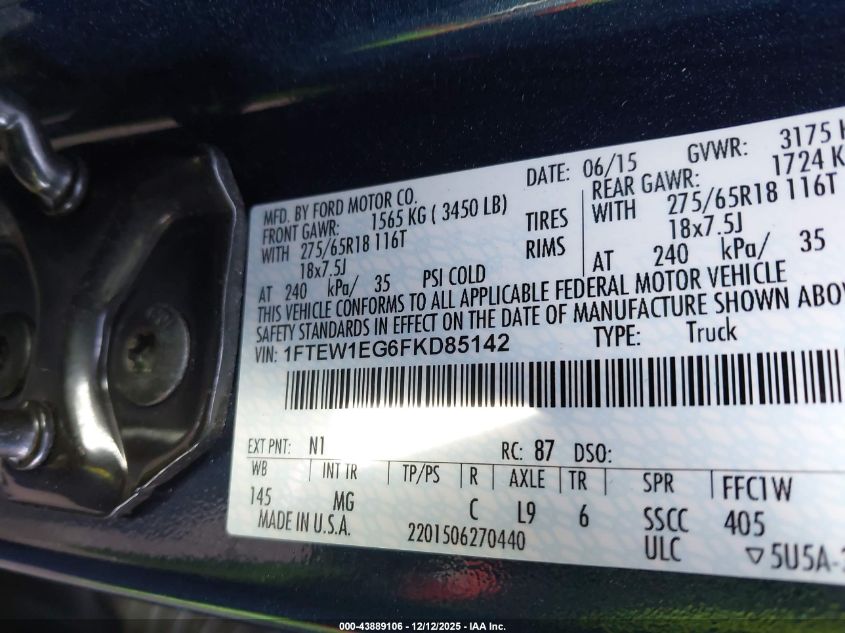 MFD. BY FORD MOTOR CO.
DATE: 06/15 GVWR: 3175
FRONT GAWR: 1565 KG ( 3450 LB)
REAR GAWR: 1724
WITH 275/65R18 116T TIRES WITH 275/65R18 116T
18x7.5J RIMS 18x7.5J
AT 240 kPa/ 35 PSI COLD AT 240 kPa/ 35
THIS VEHICLE CONFORMS TO ALL APPLICABLE FEDERAL MOTOR VEHICLE
SAFETY STANDARDS IN EFFECT ON THE DATE OF MANUFACTURE SHOWN
VIN: 1FTEW1EG6FKD85142 TYPE: Truck
EXT PNT: N1 RC: 87 DSO:
WB INT TR TP/PS R AXLE TR SPR FFC1W
145 MG C L9 6 SSCC 405
MADE IN U.S.A. 2201506270440 ULC ▽5U5A-
000-43889106 - 12/12/2025 - IAA Inc.